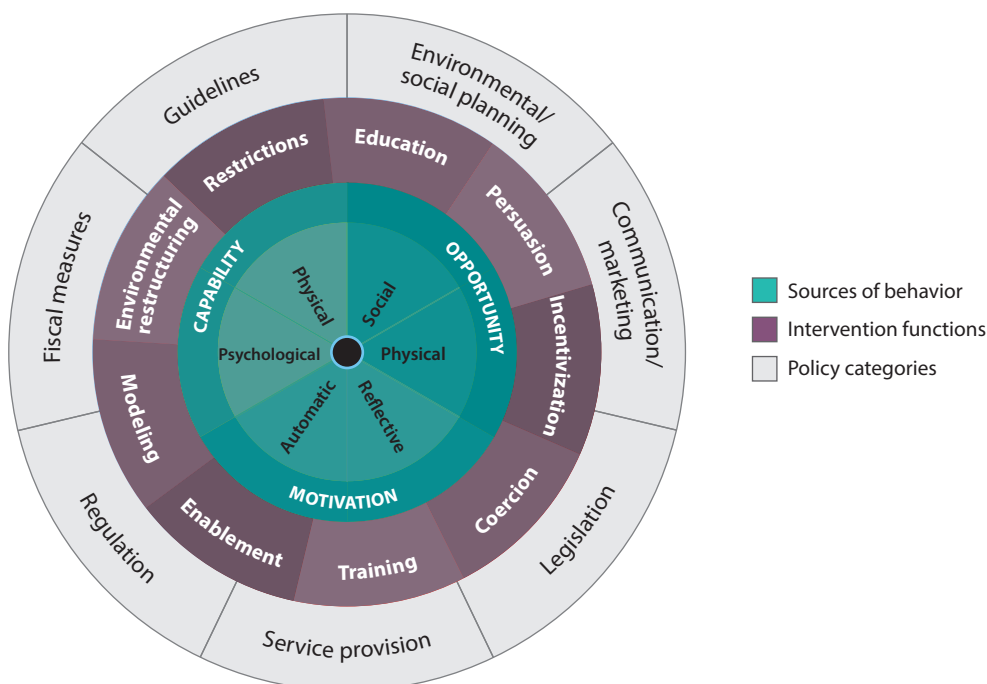 Environmental/
social planning
Communication/
marketing
Legislation
Service provision
Regulation
Fiscal measures
Guidelines
Education
Persuasion
Incentivization
Coercion
Training
Enablement
Modeling
Environmental
restructuring
Restrictions
CAPABILITY
OPPORTUNITY
MOTIVATION
Physical
Social
Psychological
Physical
Automatic
Reflective
Sources of behavior
Intervention functions
Policy categories